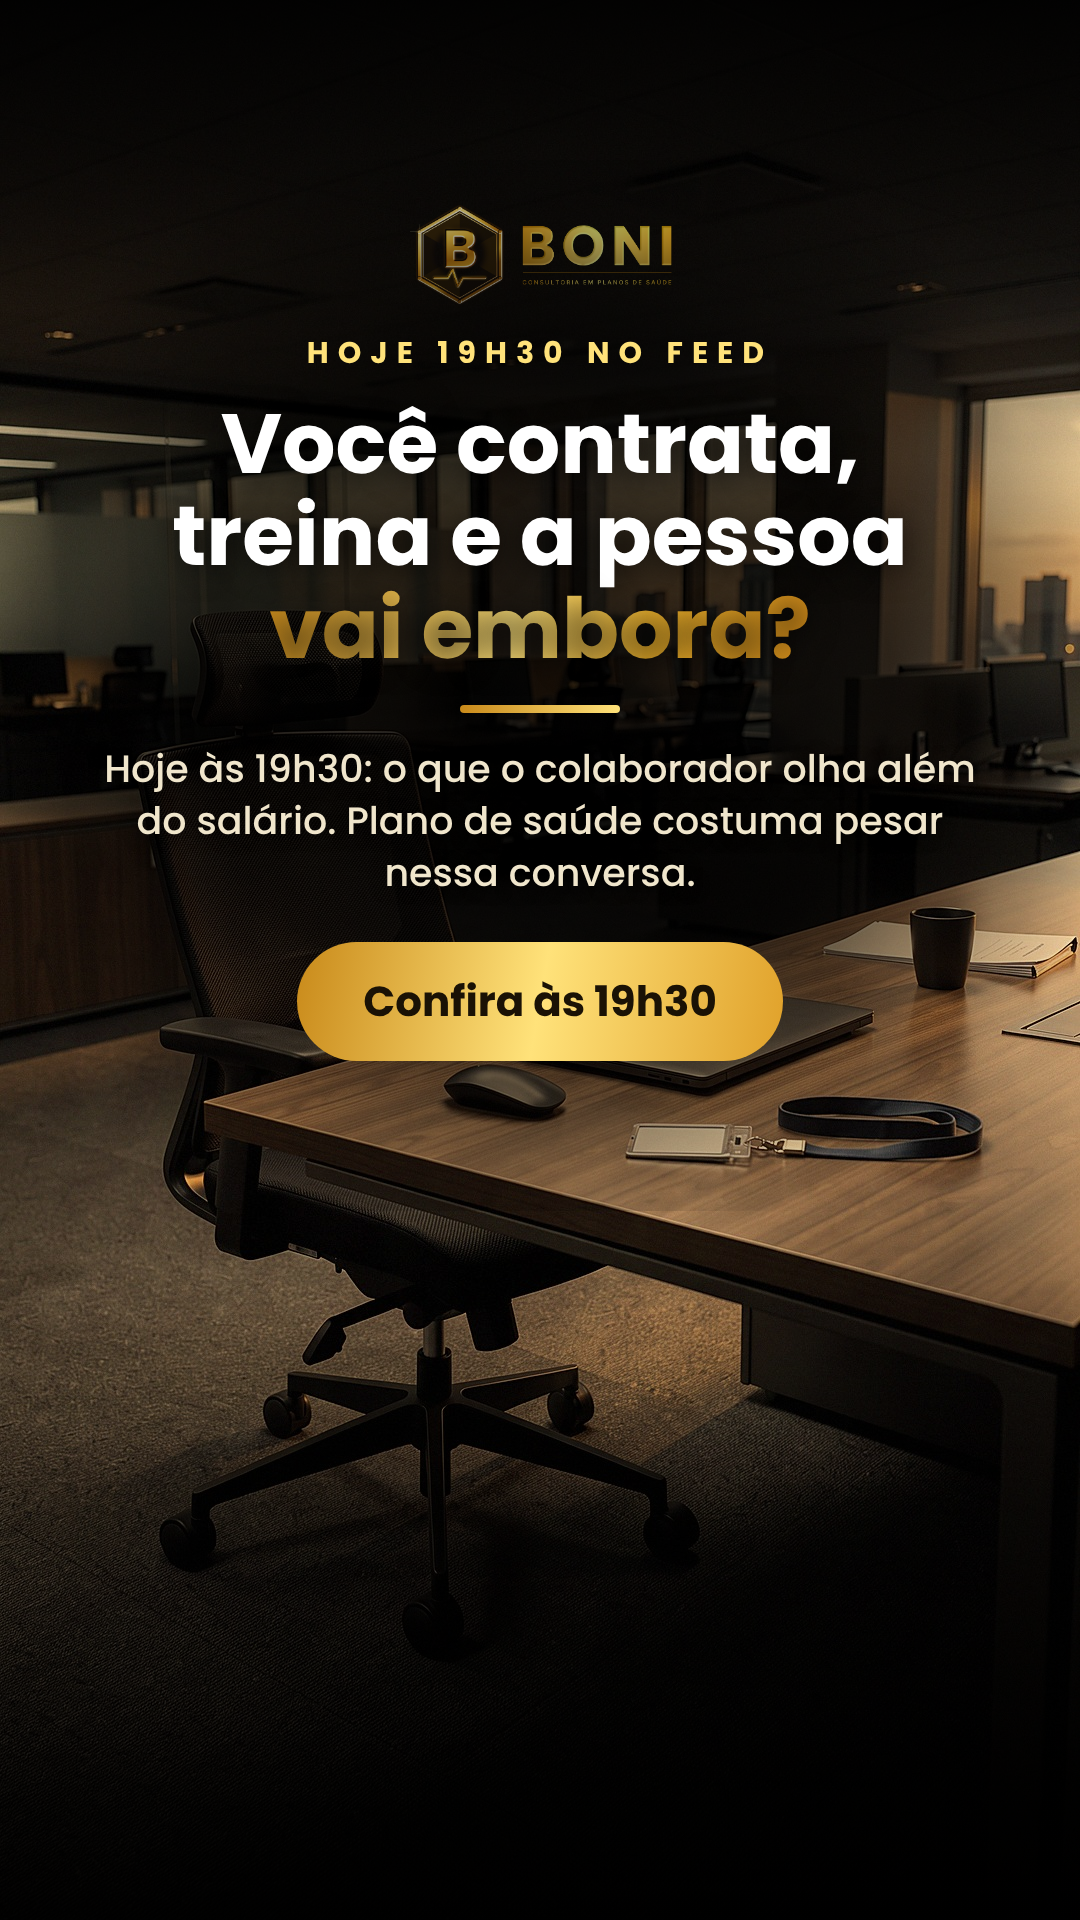 B BONI
CONSULTORIA EM PLANOS DE SAÚDE
HOJE 19H30 NO FEED
Você contrata,
treina e a pessoa
vai embora?
Hoje às 19h30: o que o colaborador olha além
do salário. Plano de saúde costuma pesar
nessa conversa.
Confira às 19h30